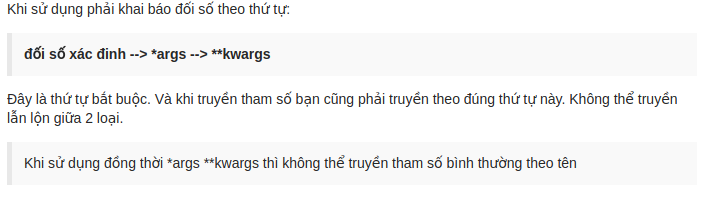 Khi sử dụng phải khai báo đối số theo thứ tự:
đối số xác đinh --> *args --> **kwargs
Đây là thứ tự bắt buộc. Và khi truyền tham số bạn cũng phải truyền theo đúng thứ tự này. Không thể truyền
lẫn lộn giữa 2 loại.
Khi sử dụng đồng thời *args **kwargs thì không thể truyền tham số bình thường theo tên